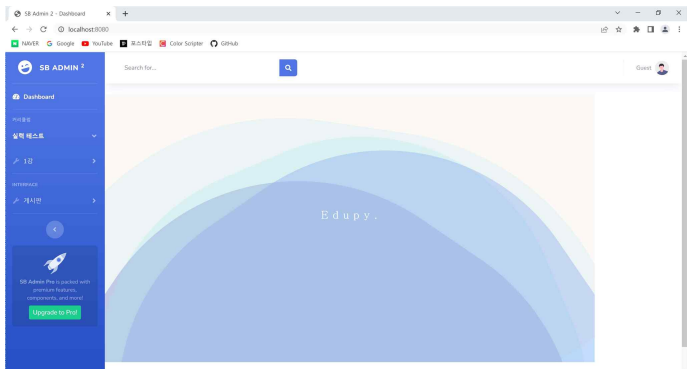 SB Admin 2 - Dashboard
localhost:8080
NAVER
Google
YouTube
포스타입
Color Scripter
GitHub
SB ADMIN 2
Search for...
Guest
Dashboard
실력 테스트
1강
INTERFACE
게시판
Edupy.
SB Admin Pro is packed with
premium features,
components, and more!
Upgrade to Pro!